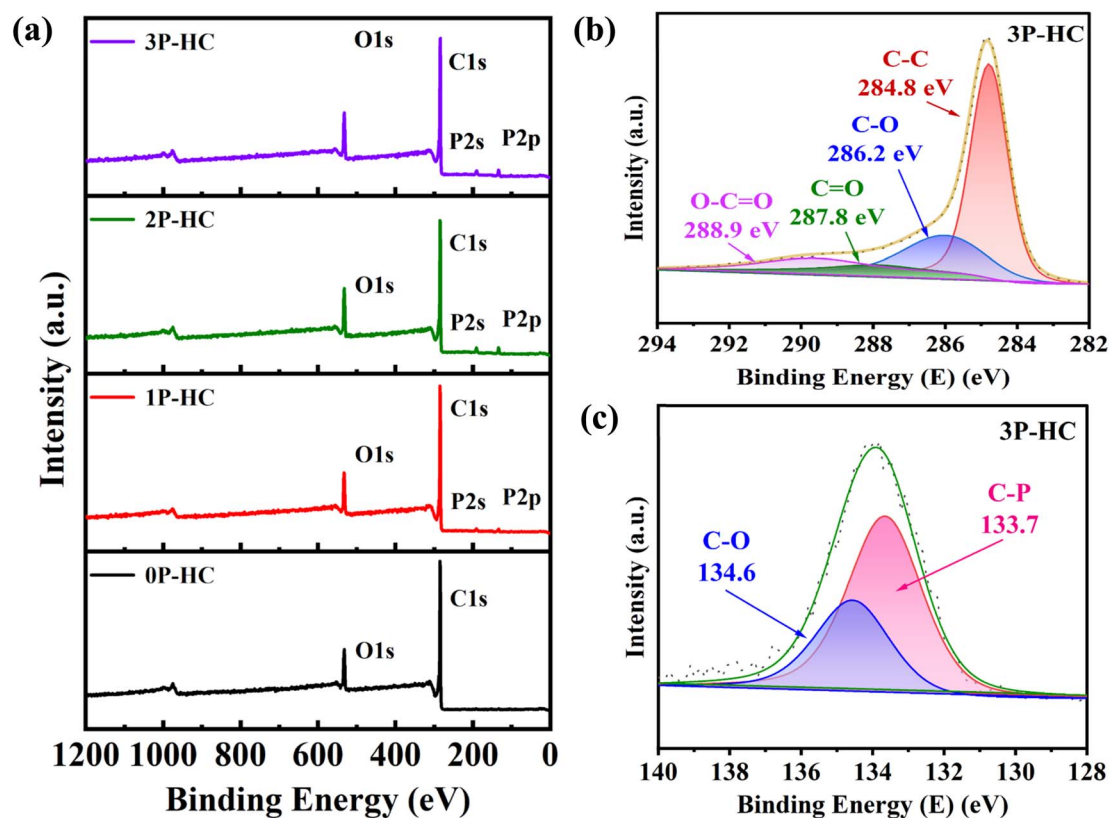 (a)
3P-HC
O1s
C1s
P2s
P2p
2P-HC
C1s
O1s
P2s
P2p
1P-HC
C1s
O1s
P2s
P2p
0P-HC
C1s
O1s
Intensity (a.u.)
1200 1000 800 600 400 200 0
Binding Energy (eV)
(b)
3P-HC
C-C
284.8 eV
C-O
286.2 eV
C=O
287.8 eV
O-C=O
288.9 eV
Intensity (a.u.)
294 292 290 288 286 284 282
Binding Energy (E) (eV)
(c)
3P-HC
C-P
133.7
C-O
134.6
Intensity (a.u.)
140 138 136 134 132 130 128
Binding Energy (E) (eV)